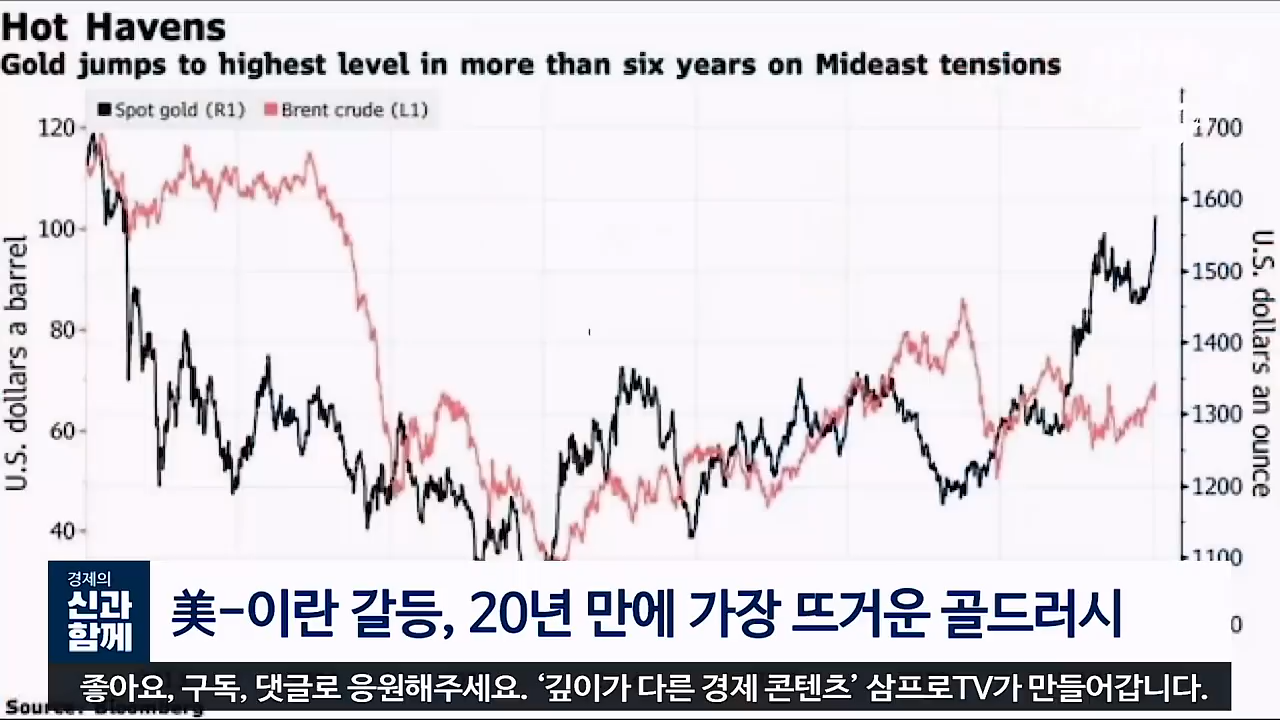 Hot Havens
Gold jumps to highest level in more than six years on Mideast tensions
Spot gold (R1) Brent crude (L1)
120
100
80
60
40
U.S. dollars a barrel
1700
1600
1500
1400
1300
1200
1100
0
U.S. dollars an ounce
경제의
신과
함께
美-이란 갈등, 20년 만에 가장 뜨거운 골드러시
좋아요, 구독, 댓글로 응원해주세요. ‘깊이가 다른 경제 콘텐츠’ 삼프로TV가 만들어갑니다.
Source: Bloomberg